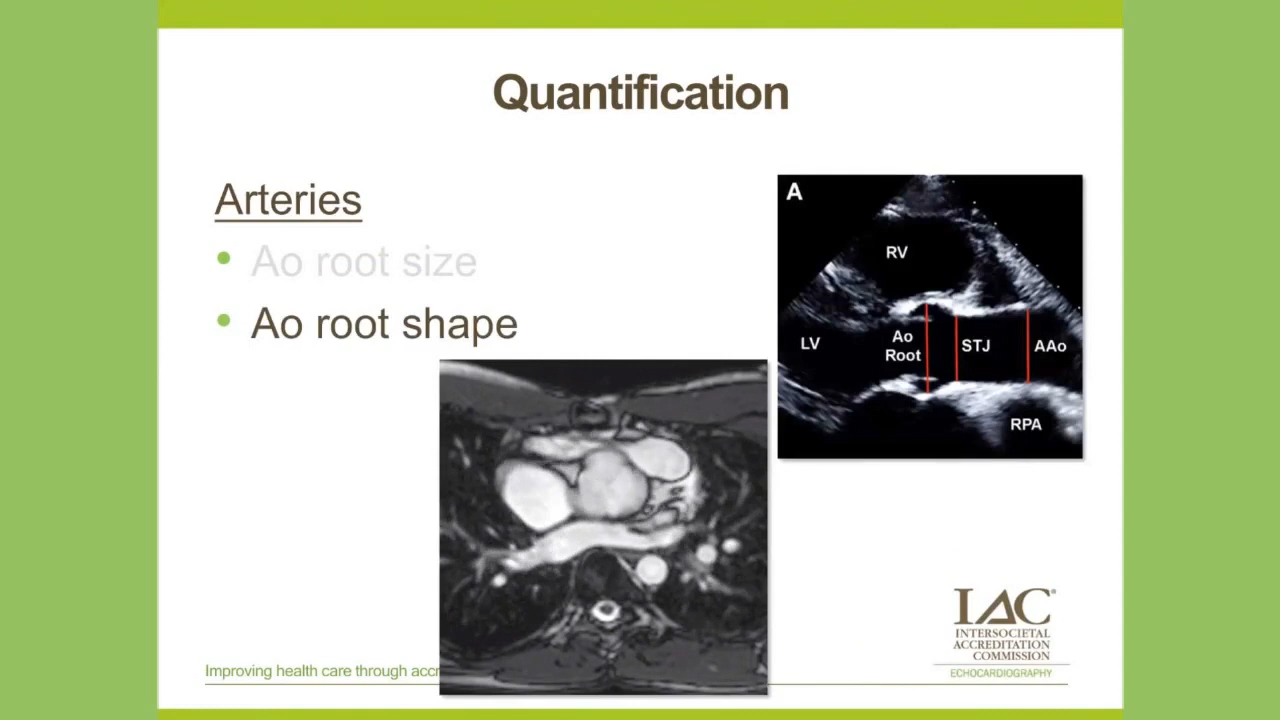 Quantification
Arteries
• Ao root size
• Ao root shape
A
RV
LV
Ao
Root
STJ
AAo
RPA
IAC®
INTERSOCIETAL
ACCREDITATION
COMMISSION
ECHOCARDIOGRAPHY
Improving health care through accr